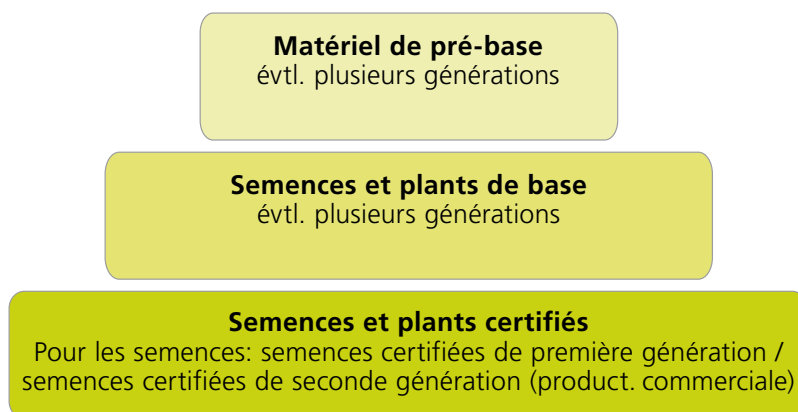 Matériel de pré-base
évtl. plusieurs générations
Semences et plants de base
évtl. plusieurs générations
Semences et plants certifiés
Pour les semences: semences certifiées de première génération /
semences certifiées de seconde génération (product. commerciale)